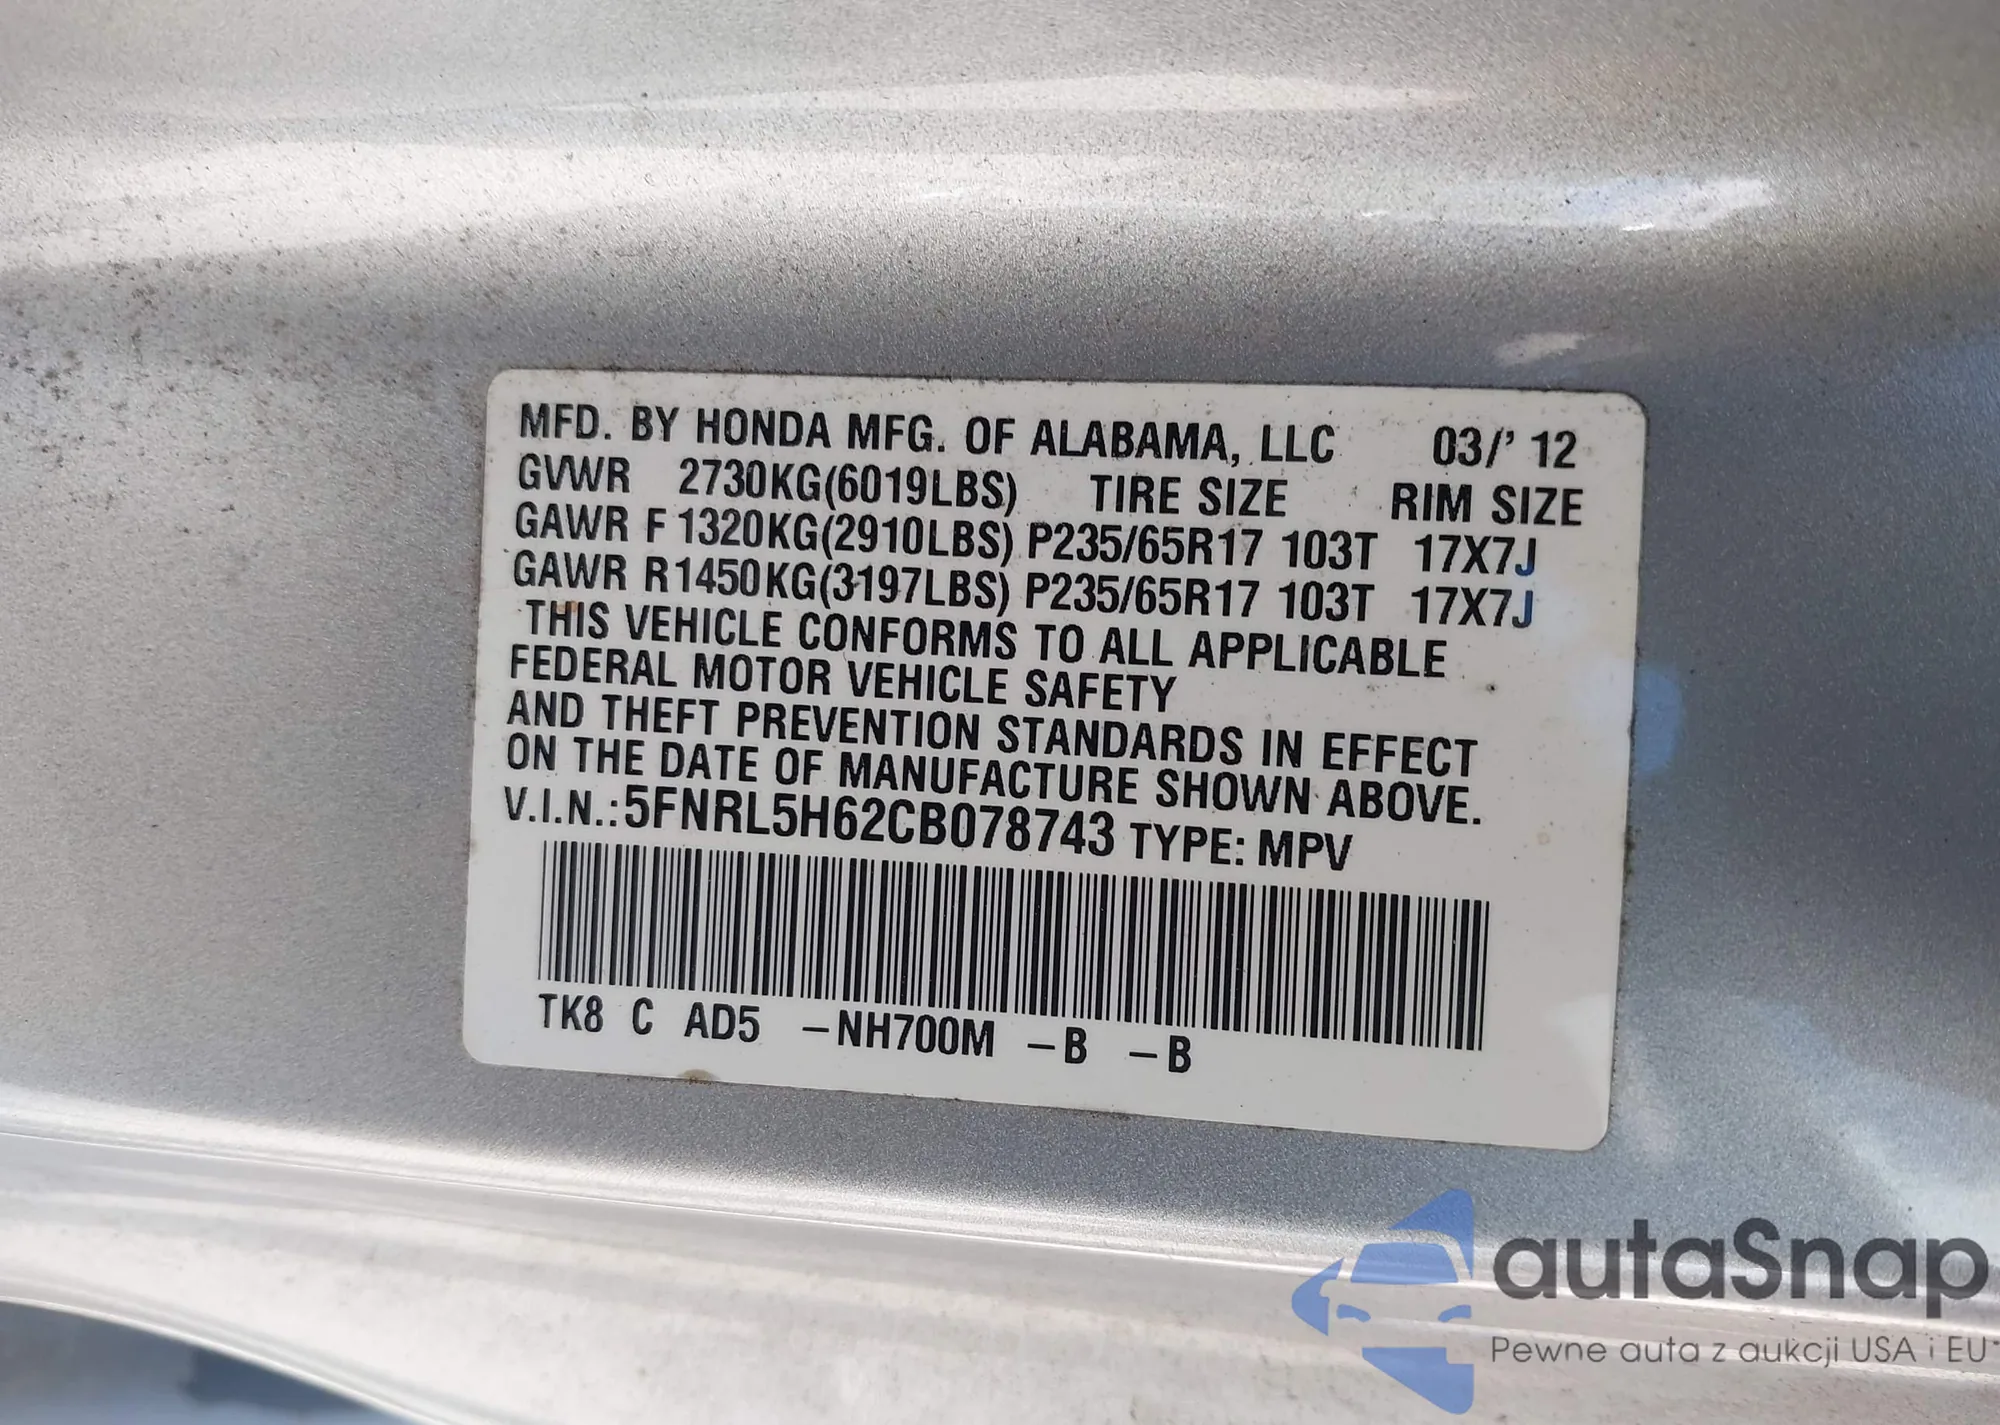 MFD. BY HONDA MFG. OF ALABAMA, LLC 03/' 12
GVWR 2730KG(6019LBS) TIRE SIZE RIM SIZE
GAWR F 1320KG(2910LBS) P235/65R17 103T 17X7J
GAWR R 1450KG(3197LBS) P235/65R17 103T 17X7J
THIS VEHICLE CONFORMS TO ALL APPLICABLE
FEDERAL MOTOR VEHICLE SAFETY
AND THEFT PREVENTION STANDARDS IN EFFECT
ON THE DATE OF MANUFACTURE SHOWN ABOVE.
V.I.N.:5FNRL5H62CB078743 TYPE: MPV
TK8 C AD5 -NH700M -B -B
autaSnap
Pewne auta z aukcji USA i EU